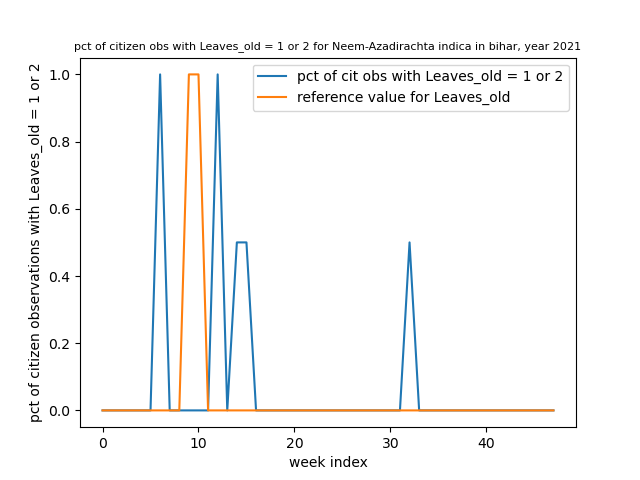 pct of citizen obs with Leaves_old = 1 or 2 for Neem-Azadirachta indica in bihar, year 2021
pct of cit obs with Leaves_old = 1 or 2
reference value for Leaves_old
pct of citizen observations with Leaves_old = 1 or 2
1.0
0.8
0.6
0.4
0.2
0.0
0 10 20 30 40
week index